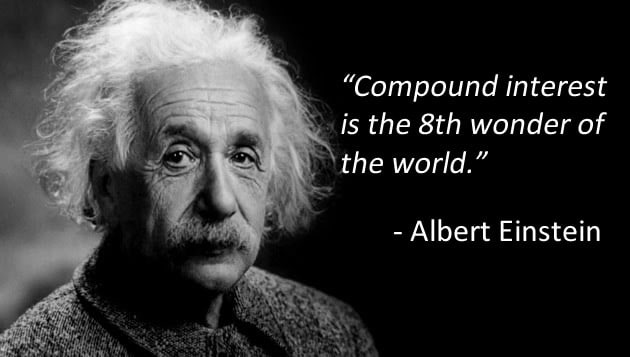 “Compound interest
is the 8th wonder of
the world.”
- Albert Einstein